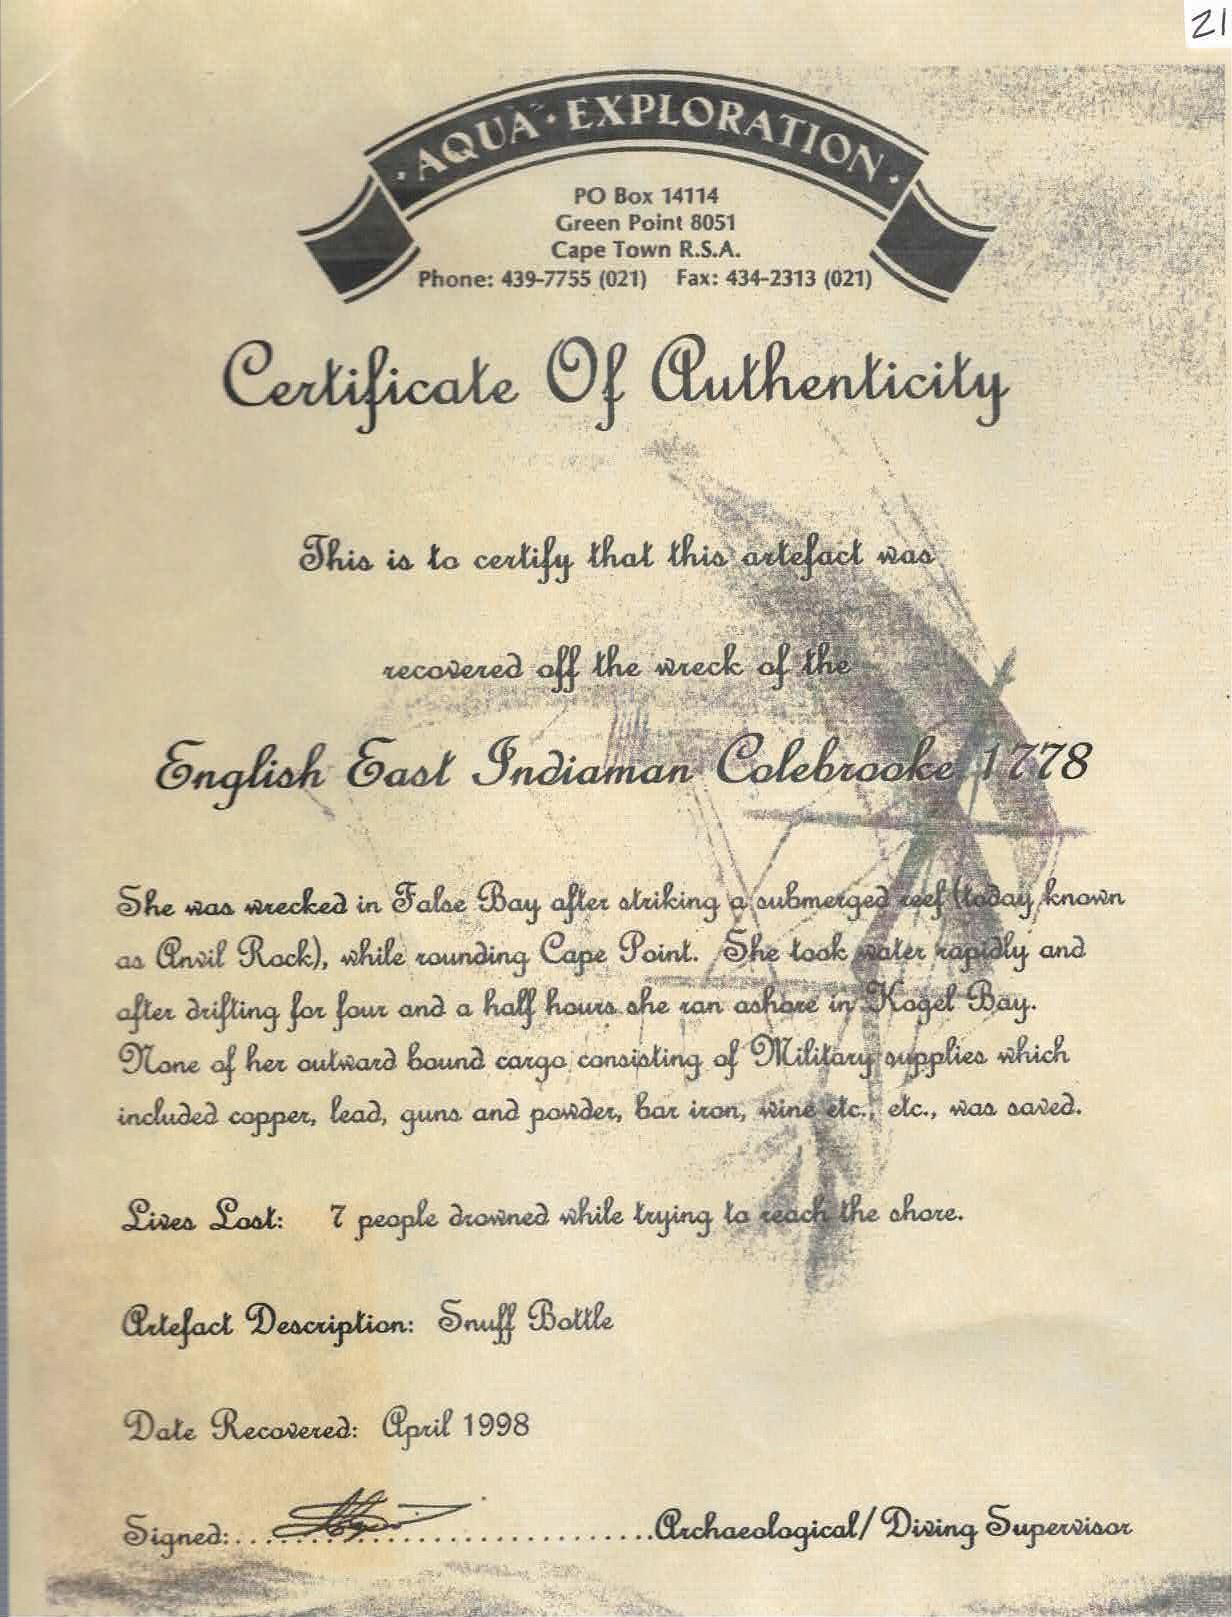 21
· AQUA · EXPLORATION ·
PO Box 14114
Green Point 8051
Cape Town R.S.A.
Phone: 439-7755 (021) Fax: 434-2313 (021)
Certificate Of Authenticity
This is to certify that this artefact was
recovered off the wreck of the
English East Indiaman Colebrooke 1778
She was wrecked in False Bay after striking a submerged reef (today known
as Anvil Rock), while rounding Cape Point. She took water rapidly and
after drifting for four and a half hours she ran ashore in Kogel Bay.
None of her outward bound cargo consisting of Military supplies which
included copper, lead, guns and powder, bar iron, wine etc., etc., was saved.
Lives Lost: 7 people drowned while trying to reach the shore.
Artefact Description: Snuff Bottle
Date Recovered: April 1998
Signed:.......................................Archaeological/ Diving Supervisor